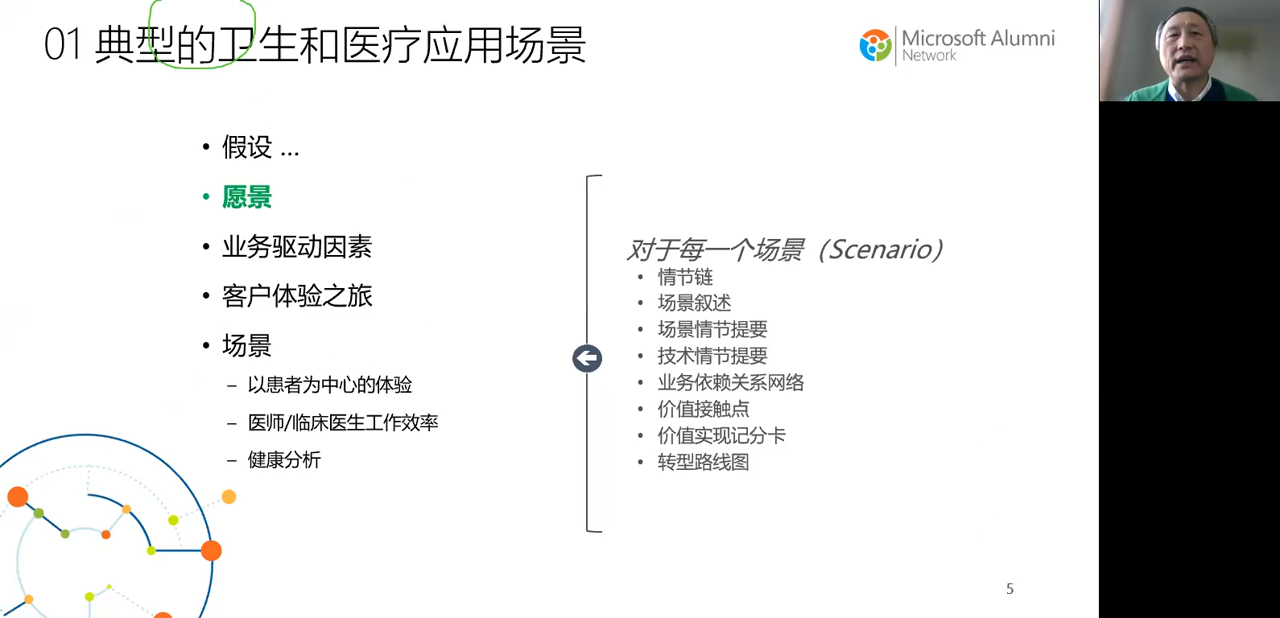 01 典型的卫生和医疗应用场景
Microsoft Alumni
Network
• 假设 ...
• 愿景
• 业务驱动因素
• 客户体验之旅
• 场景
– 以患者为中心的体验
– 医师/临床医生工作效率
– 健康分析
对于每一个场景（Scenario）
• 情节链
• 场景叙述
• 场景情节提要
• 技术情节提要
• 业务依赖关系网络
• 价值接触点
• 价值实现记分卡
• 转型路线图
5